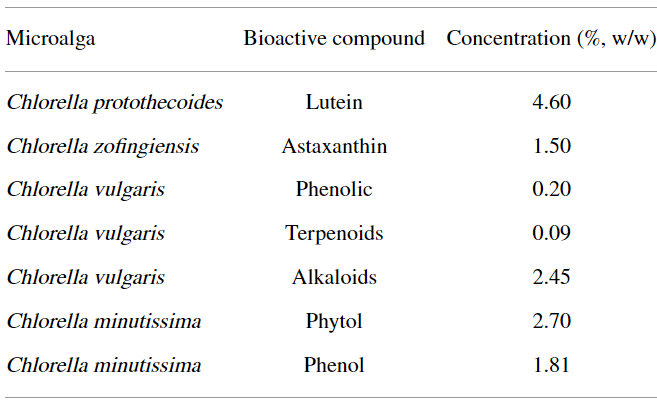 Microalga Bioactive compound Concentration (%, w/w)
Chlorella protothecoides Lutein 4.60
Chlorella zofingiensis Astaxanthin 1.50
Chlorella vulgaris Phenolic 0.20
Chlorella vulgaris Terpenoids 0.09
Chlorella vulgaris Alkaloids 2.45
Chlorella minutissima Phytol 2.70
Chlorella minutissima Phenol 1.81